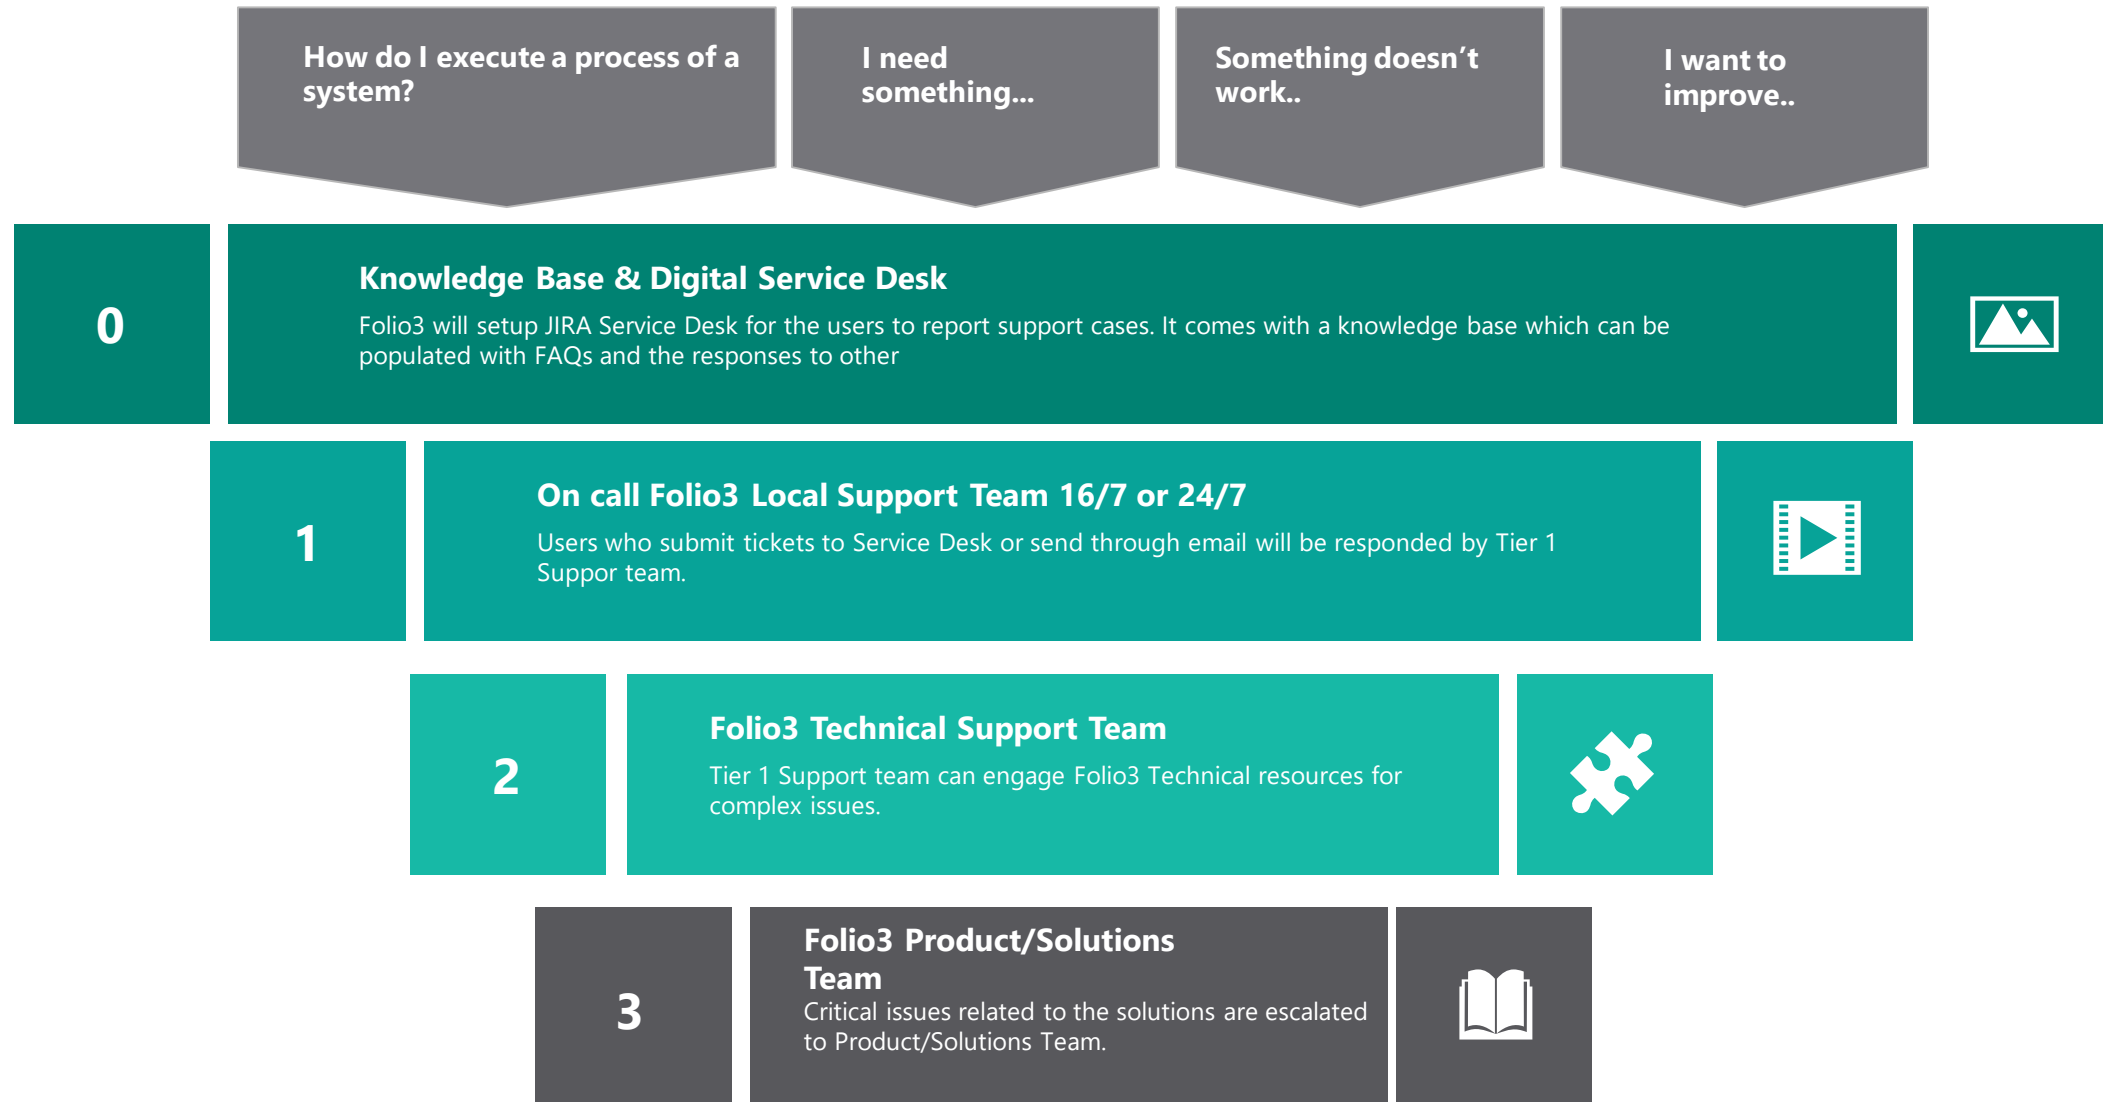 How do I execute a process of a
system?
I need
something...
Something doesn’t
work..
I want to
improve..
0
Knowledge Base & Digital Service Desk
Folio3 will setup JIRA Service Desk for the users to report support cases. It comes with a knowledge base which can be
populated with FAQs and the responses to other
1
On call Folio3 Local Support Team 16/7 or 24/7
Users who submit tickets to Service Desk or send through email will be responded by Tier 1
Suppor team.
2
Folio3 Technical Support Team
Tier 1 Support team can engage Folio3 Technical resources for
complex issues.
3
Folio3 Product/Solutions
Team
Critical issues related to the solutions are escalated
to Product/Solutions Team.